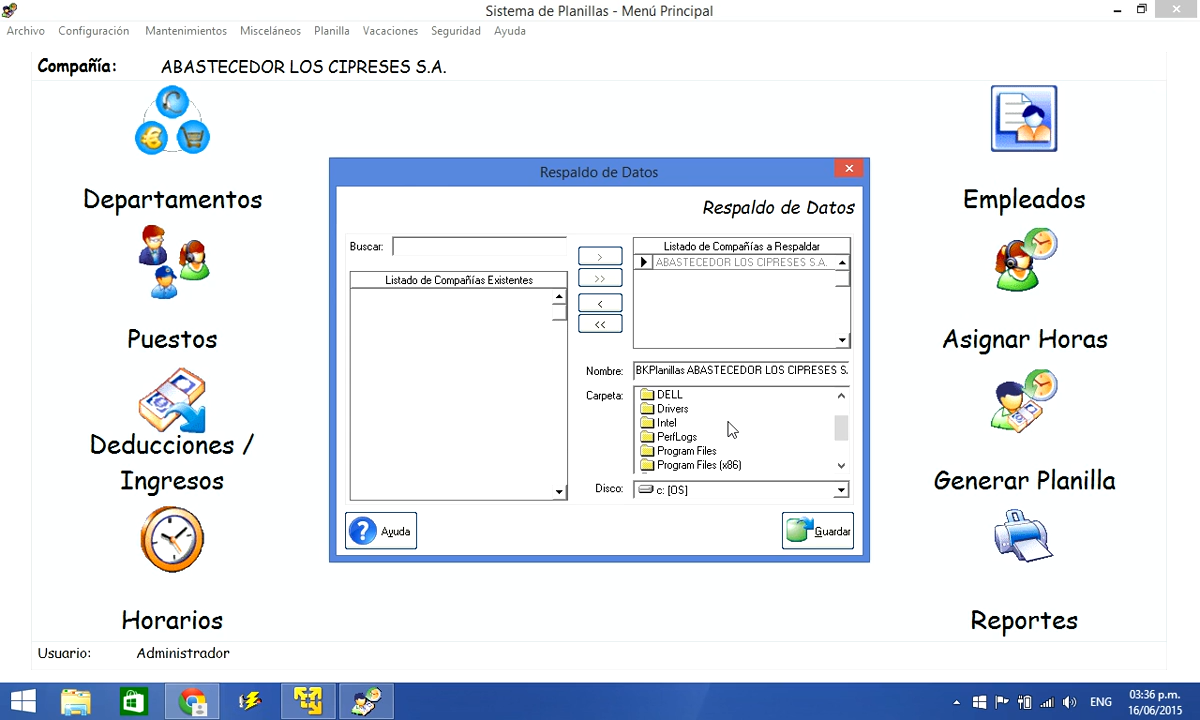 Sistema de Planillas - Menú Principal
Archivo Configuración Mantenimientos Misceláneos Planilla Vacaciones Seguridad Ayuda
Compañía: ABASTECEDOR LOS CIPRESES S.A.
Departamentos
Puestos
Deducciones /
Ingresos
Horarios
Respaldo de Datos
Respaldo de Datos
Buscar:
Listado de Compañías Existentes
>
>>
<
<<
Listado de Compañías a Respaldar
ABASTECEDOR LOS CIPRESES S.A.
Nombre: BKPlanillas ABASTECEDOR LOS CIPRESES S.
Carpeta:
DELL
Drivers
Intel
PerfLogs
Program Files
Program Files (x86)
Disco: c: [OS]
? Ayuda
Guardar
Empleados
Asignar Horas
Generar Planilla
Reportes
Usuario: Administrador
ENG
03:36 p.m.
16/06/2015